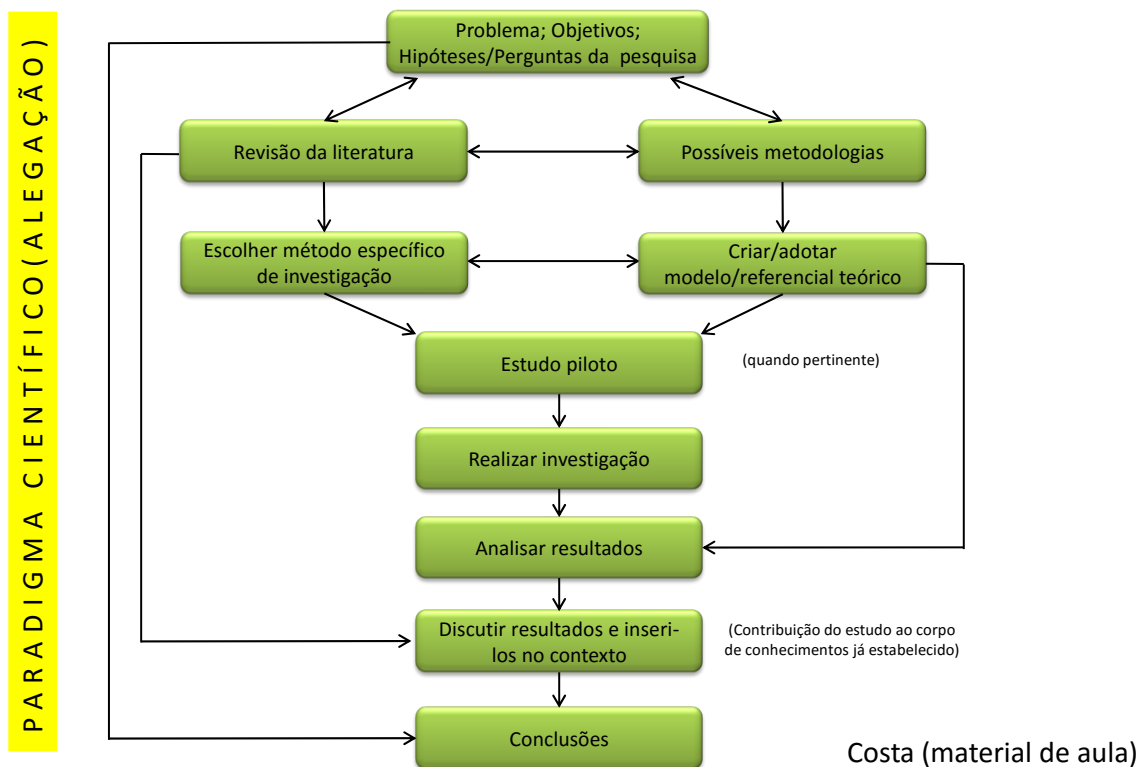 PARADIGMA CIENTÍFICO(ALEGAÇÃO)
Problema; Objetivos;
Hipóteses/Perguntas da pesquisa
Revisão da literatura
Possíveis metodologias
Escolher método específico
de investigação
Criar/adotar
modelo/referencial teórico
Estudo piloto
(quando pertinente)
Realizar investigação
Analisar resultados
Discutir resultados e inseri-
los no contexto
(Contribuição do estudo ao corpo
de conhecimentos já estabelecido)
Conclusões
Costa (material de aula)